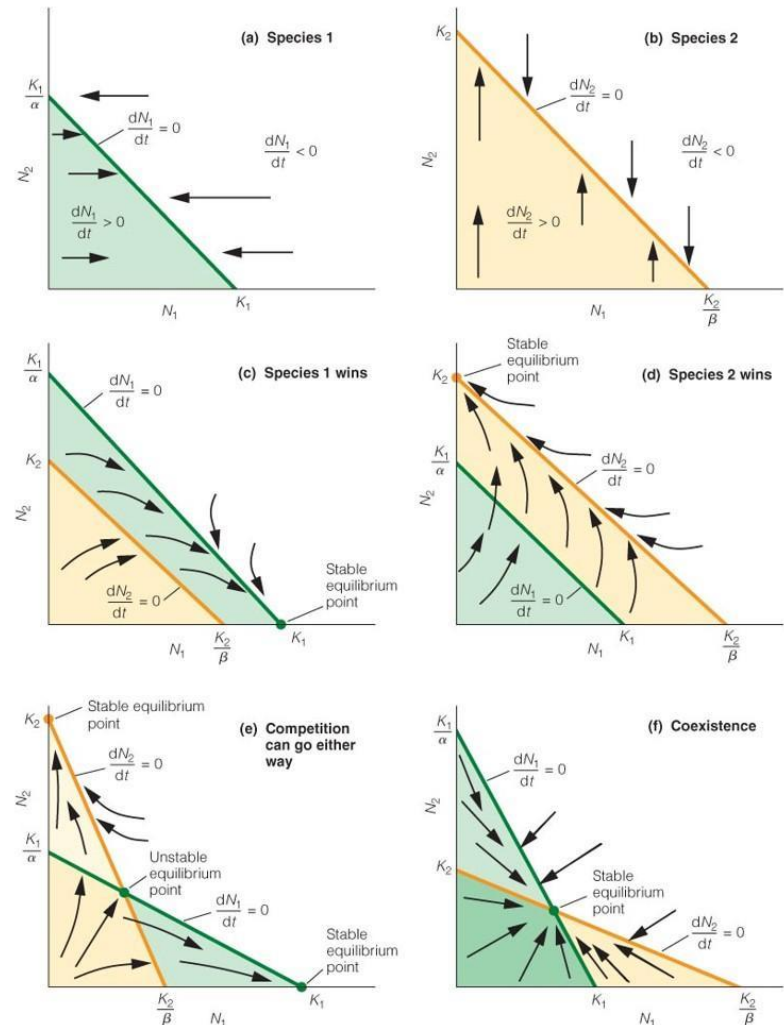 (a) Species 1
K₁
α
dN₁
dt = 0
dN₁
dt < 0
N₂
dN₁
dt > 0
K₁
N₁
(b) Species 2
K₂
dN₂
dt = 0
N₂
dN₂
dt < 0
dN₂
dt > 0
N₁
K₂
β
(c) Species 1 wins
K₁
α
dN₁
dt = 0
K₂
N₂
Stable
equilibrium
point
dN₂
dt = 0
N₁
K₂
β
K₁
Stable
equilibrium
point
(d) Species 2 wins
K₂
K₁
α
N₂
dN₂
dt = 0
dN₁
dt = 0
N₁
K₁
K₂
β
Stable equilibrium
point
(e) Competition
can go either
way
K₂
dN₂
dt = 0
N₂
K₁
α
Unstable
equilibrium
point
dN₁
dt = 0
Stable
equilibrium
point
K₂
β
N₁
K₁
(f) Coexistence
K₁
α
dN₁
dt = 0
N₂
K₂
Stable
equilibrium
point
dN₂
dt = 0
K₁
N₁
K₂
β